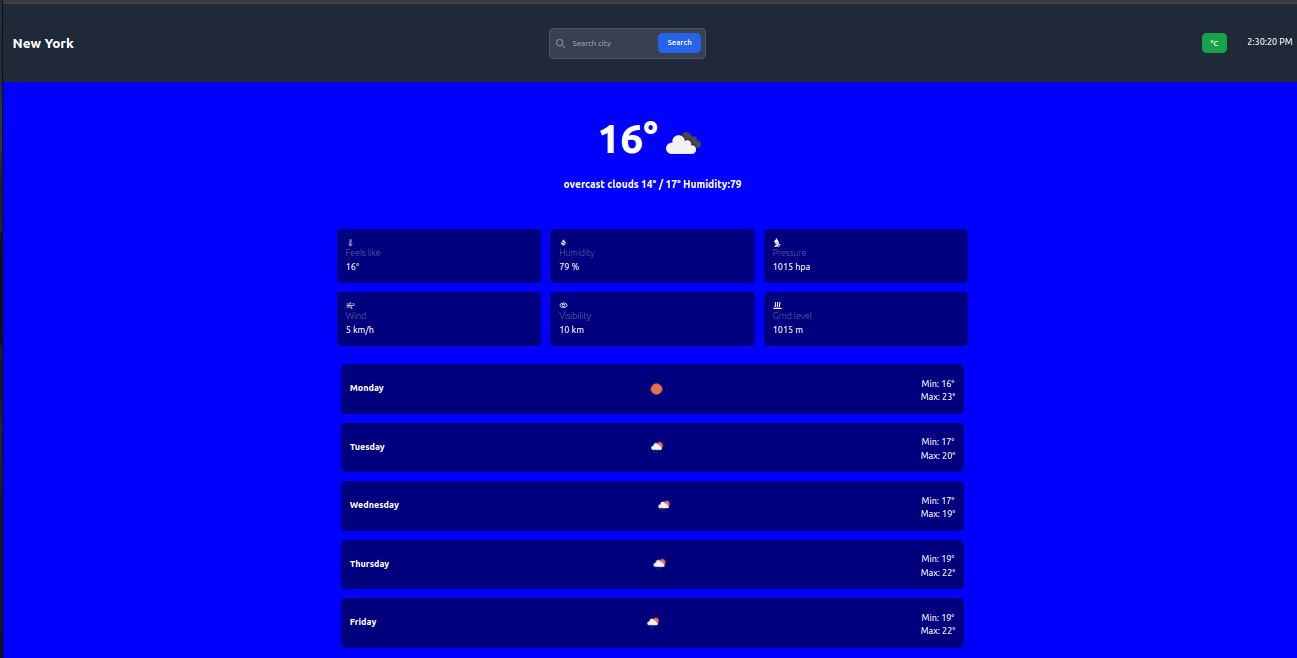 New York
Search city
Search
℃
2:30:20 PM
16°
overcast clouds 14° / 17° Humidity:79
Feels like
16°
Humidity
79 %
Pressure
1015 hpa
Wind
5 km/h
Visibility
10 km
Grnd level
1015 m
Monday
Min: 16°
Max: 23°
Tuesday
Min: 17°
Max: 20°
Wednesday
Min: 17°
Max: 19°
Thursday
Min: 19°
Max: 22°
Friday
Min: 19°
Max: 22°